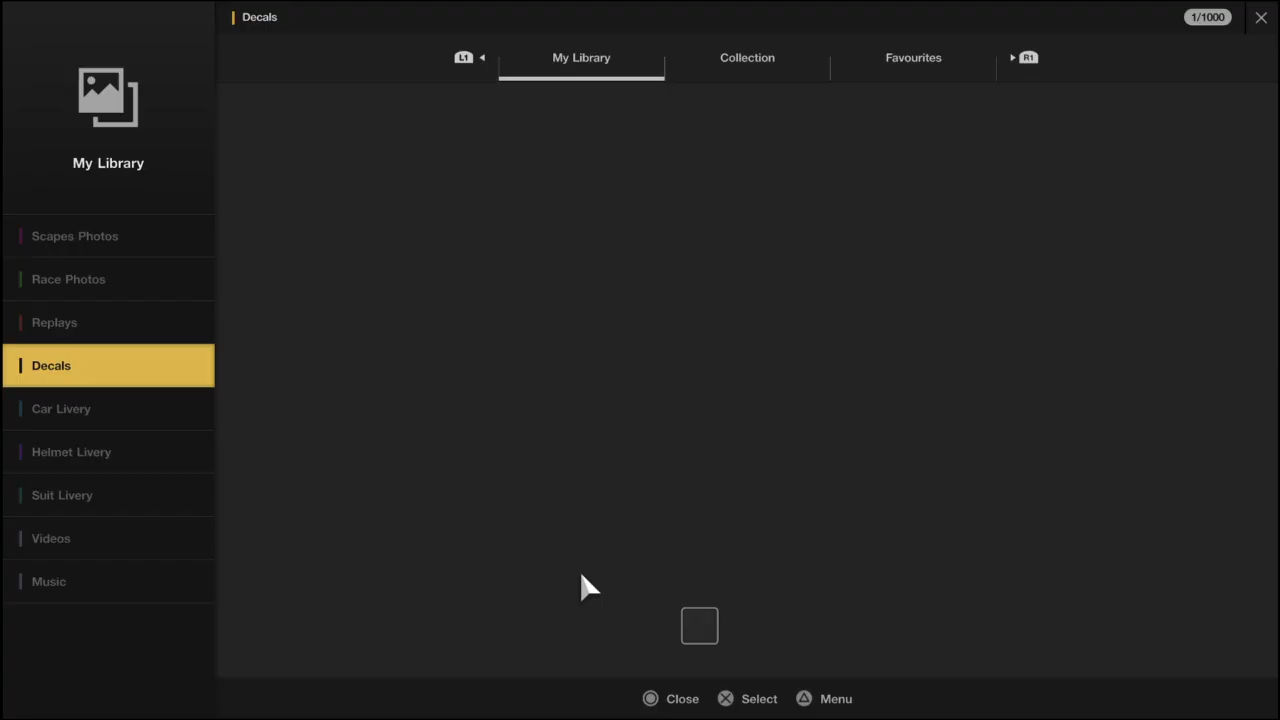 Decals
1/1000
L1
My Library
Collection
Favourites
R1
My Library
Scapes Photos
Race Photos
Replays
Decals
Car Livery
Helmet Livery
Suit Livery
Videos
Music
Close
Select
Menu